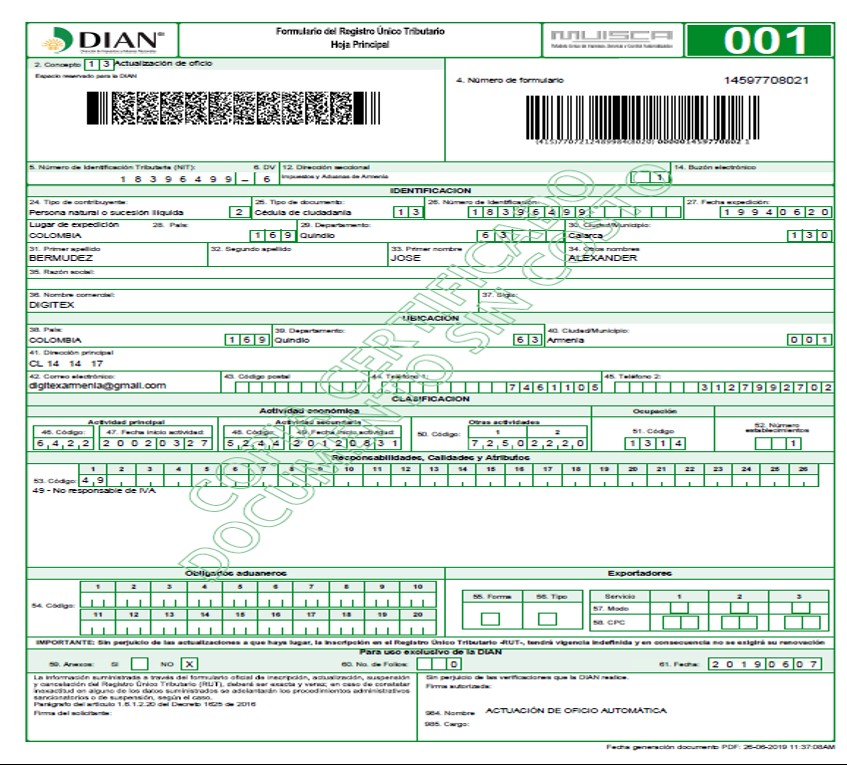 DIAN®
Dirección de Impuestos y Aduanas Nacionales
Formulario del Registro Único Tributario
Hoja Principal
MUISCA
001
2. Concepto 1 3 Actualización de oficio
Espacio reservado para la DIAN
4. Número de formulario 14597708021
(415)7707212489984(8020) 000001459770802 1
5. Número de Identificación Tributaria (NIT): 6. DV 12. Dirección seccional 14. Buzón electrónico
1 8 3 9 6 4 9 9 - 6 Impuestos y Aduanas de Armenia 1
IDENTIFICACION
24. Tipo de contribuyente: 25. Tipo de documento: 26. Número de Identificación: 27. Fecha expedición:
Persona natural o sucesión ilíquida 2 Cédula de ciudadanía 1 3 1 8 3 9 6 4 9 9 1 9 9 4 0 6 2 0
Lugar de expedición 28. País: 29. Departamento: 30. Ciudad/Municipio:
COLOMBIA 1 6 9 Quindío 6 3 Calarca 1 3 0
31. Primer apellido 32. Segundo apellido 33. Primer nombre 34. Otros nombres
BERMUDEZ JOSE ALEXANDER
35. Razón social:
36. Nombre comercial: 37. Sigla:
DIGITEX
UBICACION
38. País: 39. Departamento: 40. Ciudad/Municipio:
COLOMBIA 1 6 9 Quindío 6 3 Armenia 0 0 1
41. Dirección principal
CL 14 14 17
42. Correo electrónico: 43. Código postal 44. Teléfono 1: 45. Teléfono 2:
digitexarmenia@gmail.com 7 4 6 1 1 0 5 3 1 2 7 9 9 2 7 0 2
CLASIFICACION
Actividad económica Ocupación
Actividad principal Actividad secundaria Otras actividades 52. Número establecimientos
46. Código: 47. Fecha inicio actividad: 48. Código: 49. Fecha inicio actividad: 50. Código: 1 2 51. Código
6 4 2 2 2 0 0 2 0 3 2 7 5 2 4 4 2 0 1 2 0 8 3 1 7 2 5 0 2 2 2 0 1 3 1 4 1
Responsabilidades, Calidades y Atributos
1 2 3 4 5 6 7 8 9 10 11 12 13 14 15 16 17 18 19 20 21 22 23 24 25 26
53. Código: 4 9
49 - No responsable de IVA
COPIA CERTIFICADO
DOCUMENTO SIN COSTO
Obligados aduaneros Exportadores
1 2 3 4 5 6 7 8 9 10
54. Código:
11 12 13 14 15 16 17 18 19 20
55. Forma 56. Tipo Servicio 1 2 3
57. Modo
58. CPC
IMPORTANTE: Sin perjuicio de las actualizaciones a que haya lugar, la inscripción en el Registro Único Tributario -RUT-, tendrá vigencia indefinida y en consecuencia no se exigirá su renovación
Para uso exclusivo de la DIAN
59. Anexos: SI NO X 60. No. de Folios: 0 61. Fecha: 2 0 1 9 0 6 0 7
La información suministrada a través del formulario oficial de inscripción, actualización, suspensión
y cancelación del Registro Único Tributario (RUT), deberá ser exacta y veraz; en caso de constatar
inexactitud en alguno de los datos suministrados se adelantarán los procedimientos administrativos
sancionatorios o de suspensión, según el caso.
Parágrafo del artículo 1.6.1.2.20 del Decreto 1625 de 2016
Firma del solicitante:
Sin perjuicio de las verificaciones que la DIAN realice.
Firma autorizada:
984. Nombre ACTUACIÓN DE OFICIO AUTOMÁTICA
985. Cargo:
Fecha generación documento PDF: 26-06-2019 11:37:08AM